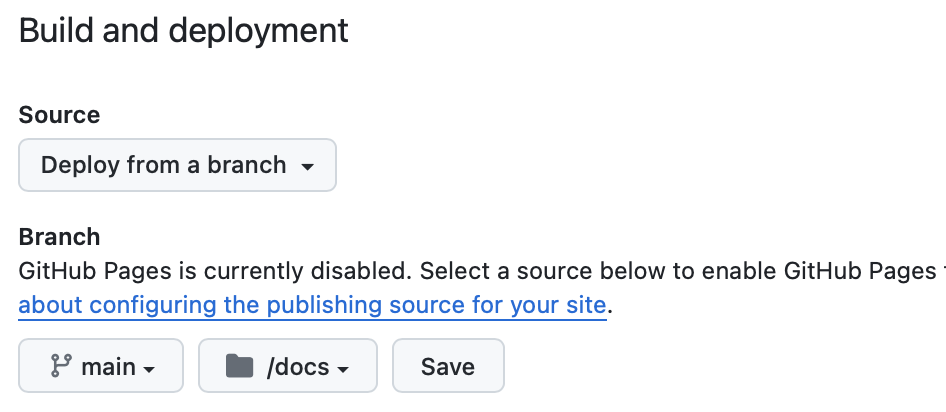 Build and deployment
Source
Deploy from a branch
Branch
GitHub Pages is currently disabled. Select a source below to enable GitHub Pages
about configuring the publishing source for your site.
main
/docs
Save